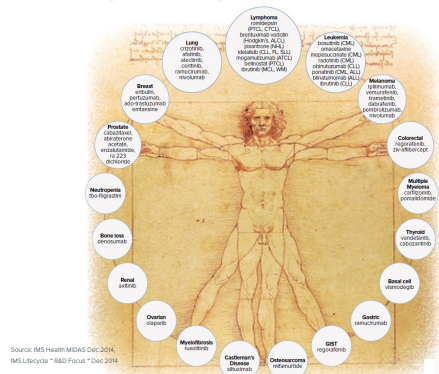 Lymphoma
romidepsin
(PTCL, CTCL),
brentuximab vedotin
(Hodgkin's, ALCL)
pixantrone (NHL)
idelalisib (CLL, FL, SLL)
mogamulizumab (ATCL)
belinostat (PTCL)
ibrutinib (MCL, WM)
Leukemia
bosutinib (CML)
omacetaxine
mepesuccinate (CML)
radotinib (CML)
obinutuzumab (CLL)
ponatinib (CML, ALL)
blinatumomab (ALL)
ibrutinib (CLL)
Melanoma
ipilimumab,
vemurafenib,
trametinib,
dabrafenib,
pembrolizumab,
nivolumab
Colorectal
regorafenib,
ziv-aflibercept
Multiple
Myeloma
carfilzomib,
pomalidomide
Thyroid
vandetanib,
cabozantinib
Basal cell
vismodegib
Gastric
ramucirumab
GIST
regorafenib
Osteosarcoma
mifamurtide
Castleman's
Disease
siltuximab
Myelofibrosis
ruxolitinib
Ovarian
olaparib
Renal
axitinib
Bone loss
denosumab
Neutropenia
tbo-filgrastim
Prostate
cabazitaxel,
abiraterone
acetate,
enzalutamide,
ra 223
dichloride
Breast
eribulin,
pertuzumab,
ado-trastuzumab
emtansine
Lung
crizotinib,
afatinib,
alectinib,
ceritinib,
ramucirumab,
nivolumab
Source: IMS Health MIDAS Dec.2014,
IMS Lifecycle ™ R&D Focus ™ Dec 2014